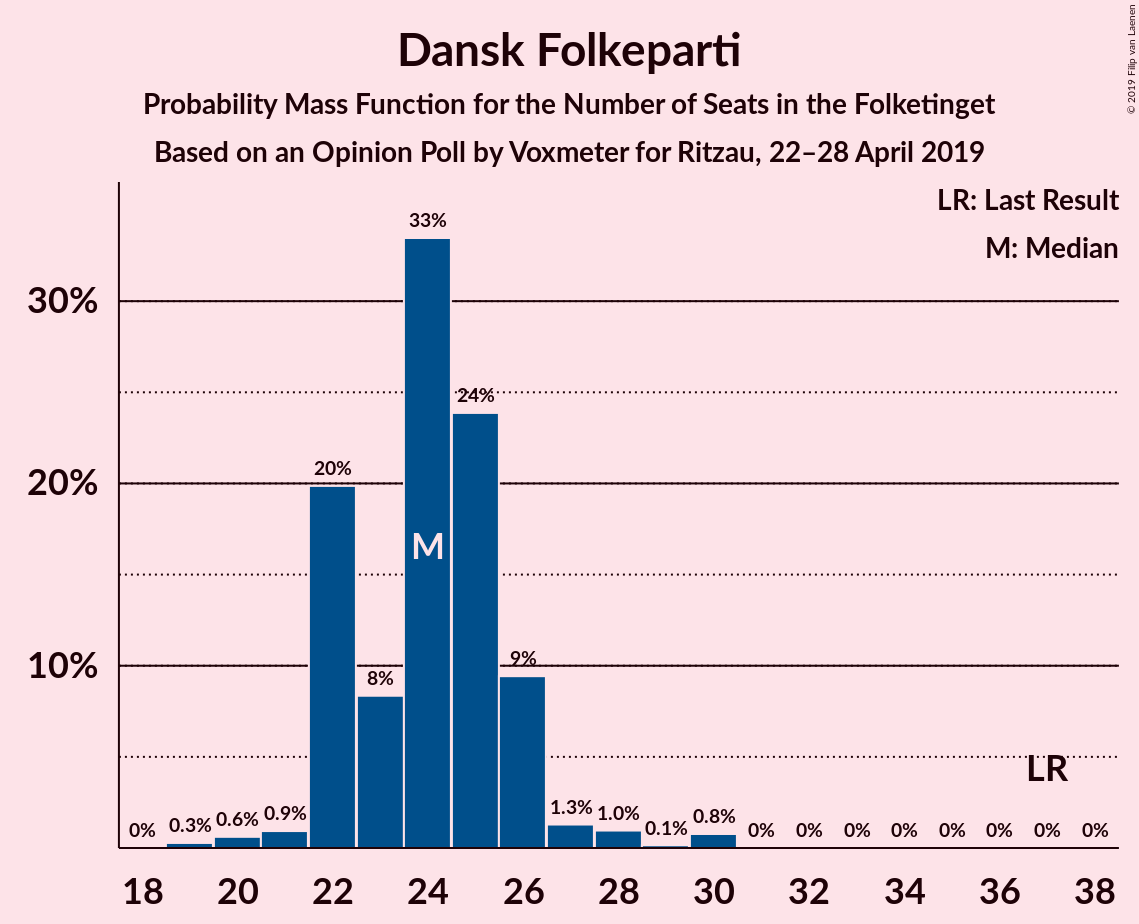 Dansk Folkeparti
Probability Mass Function for the Number of Seats in the Folketinget
Based on an Opinion Poll by Voxmeter for Ritzau, 22–28 April 2019
© 2019 Filip van Laenen
LR: Last Result
M: Median
30%
20%
10%
0%
0.3%
0.6%
0.9%
20%
8%
33%
24%
9%
1.3%
1.0%
0.1%
0.8%
0%
0%
0%
0%
0%
0%
0%
0%
M
LR
18 20 22 24 26 28 30 32 34 36 38